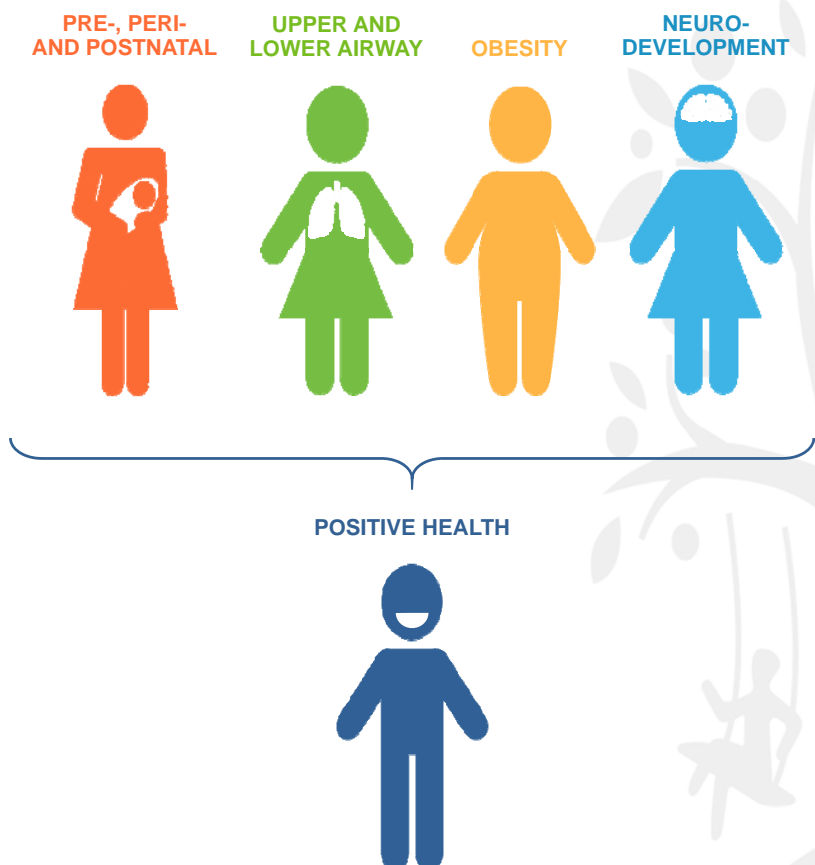 PRE-, PERI-
AND POSTNATAL
UPPER AND
LOWER AIRWAY
OBESITY
NEURO-
DEVELOPMENT
POSITIVE HEALTH